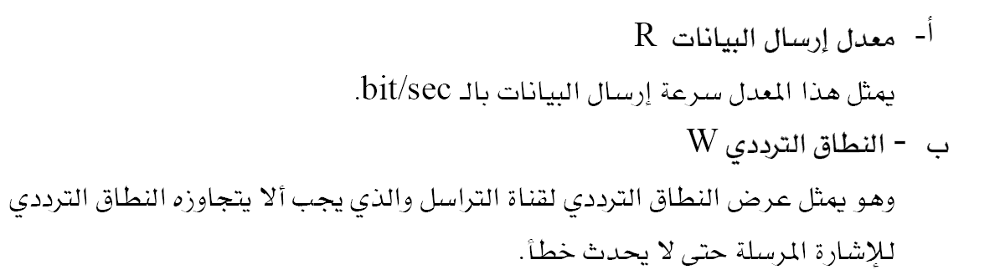 أ- معدل إرسال البيانات R
يمثل هذا المعدل سرعة إرسال البيانات بالـ bit/sec.
ب - النطاق الترددي W
وهو يمثل عرض النطاق الترددي لقناة التراسل والذي يجب ألا يتجاوزه النطاق الترددي
للإشارة المرسلة حتى لا يحدث خطأ.